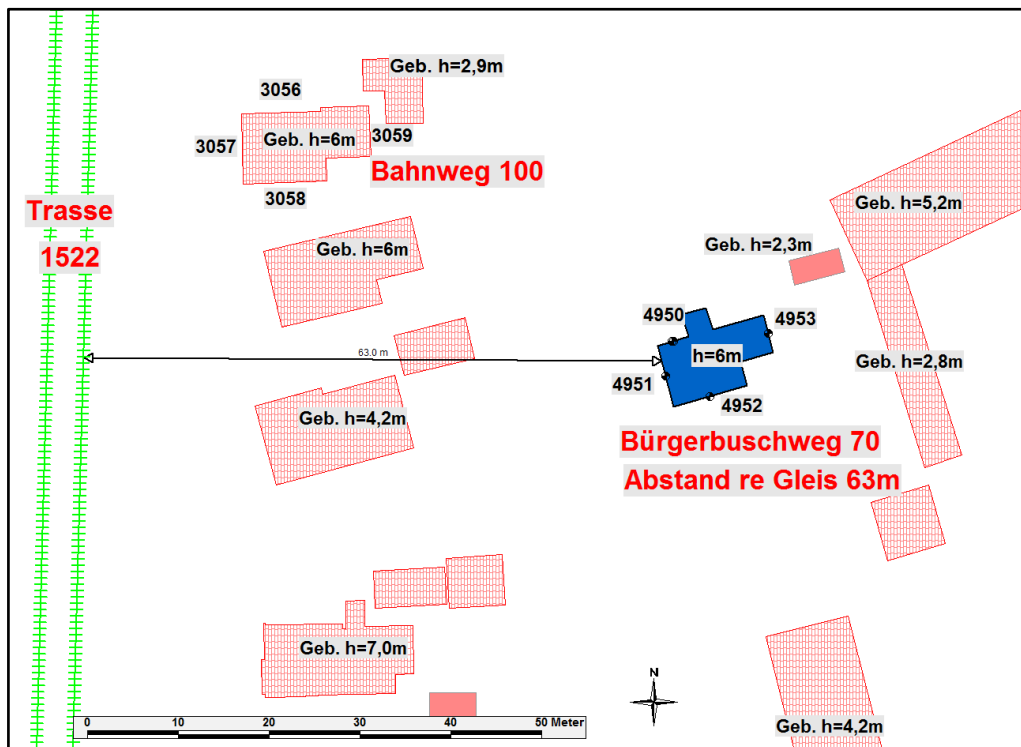 Geb. h=2,9m
3056
Geb. h=6m
3059
3057
Bahnweg 100
3058
Trasse
1522
Geb. h=5,2m
Geb. h=6m
Geb. h=2,3m
4950
4953
h=6m
63.0 m
Geb. h=2,8m
4951
4952
Geb. h=4,2m
Bürgerbuschweg 70
Abstand re Gleis 63m
Geb. h=7,0m
N
0 10 20 30 40 50 Meter
Geb. h=4,2m